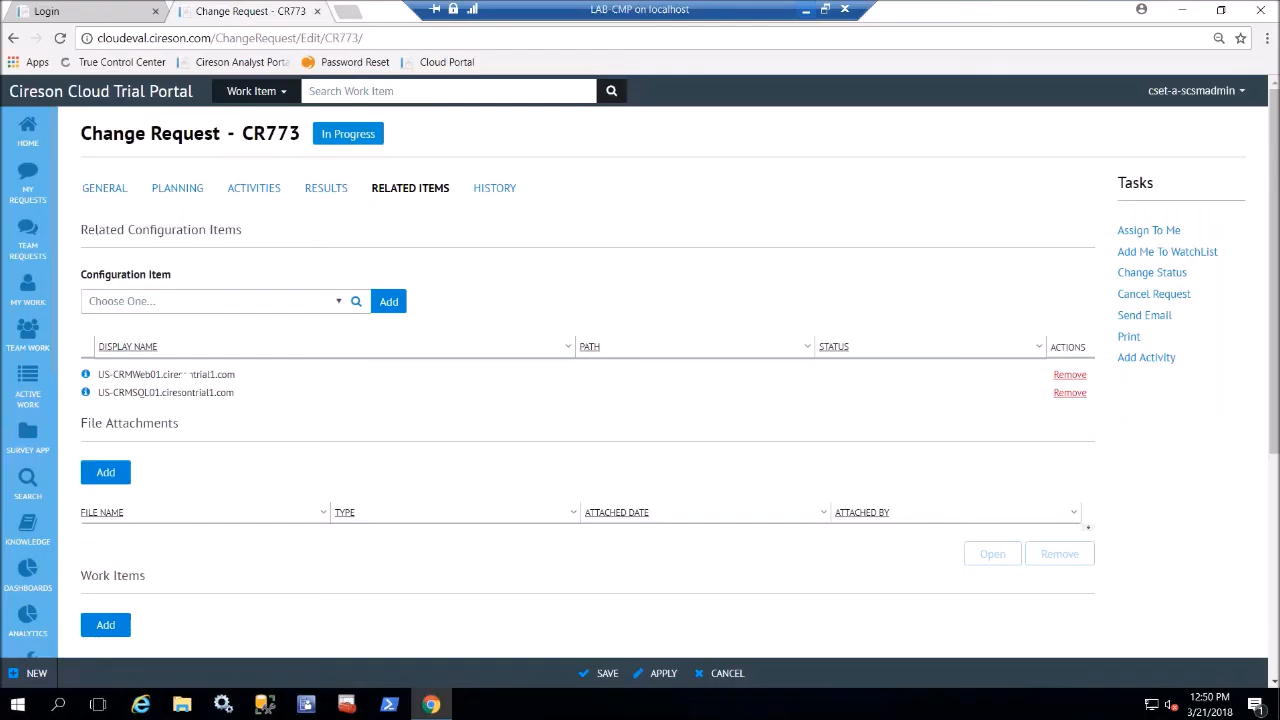 Login
Change Request - CR773
LAB-CMP on localhost
cloudeval.cireson.com/ChangeRequest/Edit/CR773/
Apps
True Control Center
Cireson Analyst Porta
Password Reset
Cloud Portal
Cireson Cloud Trial Portal
Work Item
Search Work Item
cset-a-scsmadmin
HOME
MY
REQUESTS
TEAM
REQUESTS
MY WORK
TEAM WORK
ACTIVE
WORK
SURVEY APP
SEARCH
KNOWLEDGE
DASHBOARDS
ANALYTICS
Change Request - CR773
In Progress
GENERAL
PLANNING
ACTIVITIES
RESULTS
RELATED ITEMS
HISTORY
Related Configuration Items
Configuration Item
Choose One...
Add
DISPLAY NAME
PATH
STATUS
ACTIONS
US-CRMWeb01.ciresontrial1.com
Remove
US-CRMSQL01.ciresontrial1.com
Remove
File Attachments
Add
FILE NAME
TYPE
ATTACHED DATE
ATTACHED BY
Open
Remove
Work Items
Add
Tasks
Assign To Me
Add Me To WatchList
Change Status
Cancel Request
Send Email
Print
Add Activity
NEW
SAVE
APPLY
CANCEL
12:50 PM
3/21/2018
1